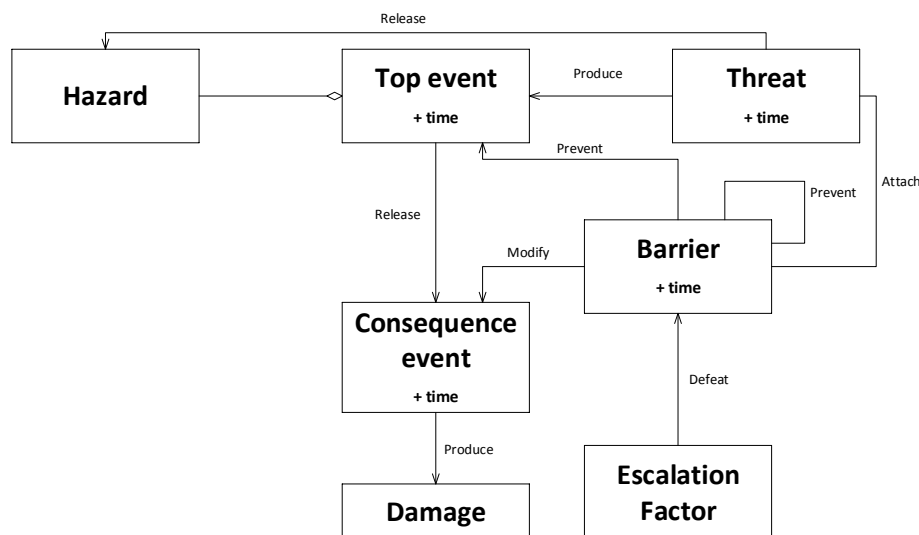 Release
Hazard
Top event
+ time
Produce
Threat
+ time
Prevent
Attach
Prevent
Release
Modify
Barrier
+ time
Consequence
event
+ time
Defeat
Produce
Damage
Escalation
Factor